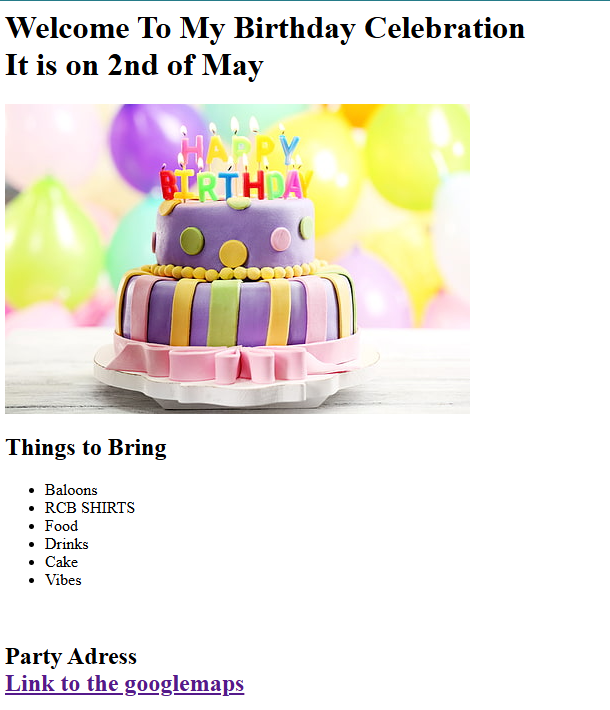 Welcome To My Birthday Celebration
It is on 2nd of May
HAPPY
BIRTHDAY
Things to Bring
Baloons
RCB SHIRTS
Food
Drinks
Cake
Vibes
Party Adress
Link to the googlemaps